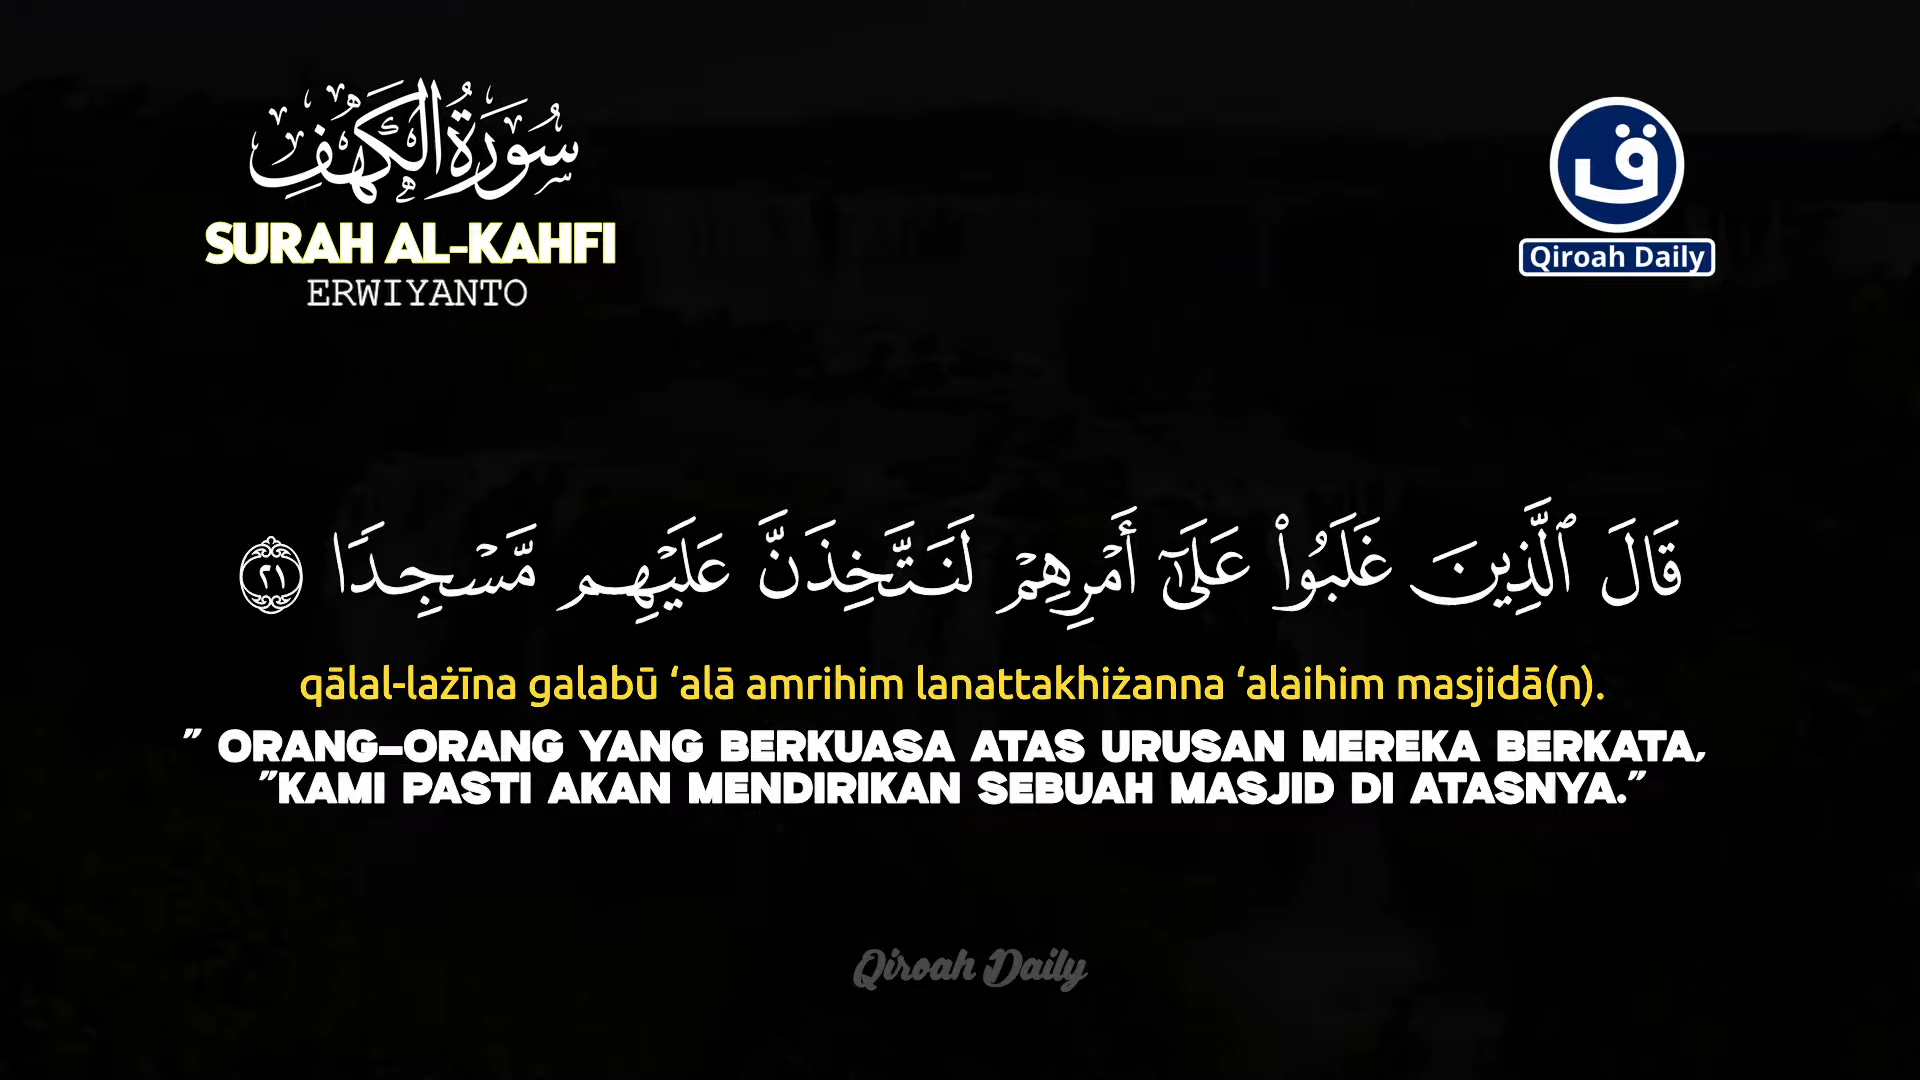 سُورَةُ الْكَهْفِ
SURAH AL-KAHFI
ERWIYANTO
ق
Qiroah Daily
قَالَ ٱلَّذِينَ غَلَبُوا۟ عَلَىٰٓ أَمْرِهِمْ لَنَتَّخِذَنَّ عَلَيْهِم مَّسْجِدًا ٢١
qālal-lażīna galabū ‘alā amrihim lanattakhiżanna ‘alaihim masjidā(n).
" ORANG-ORANG YANG BERKUASA ATAS URUSAN MEREKA BERKATA,
"KAMI PASTI AKAN MENDIRIKAN SEBUAH MASJID DI ATASNYA."
Qiroah Daily